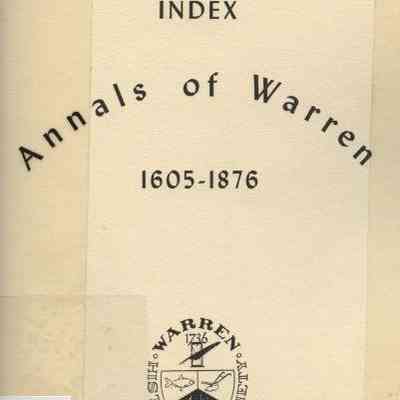 INDEX
Annals of Warren
1605-1876
WARREN
1736